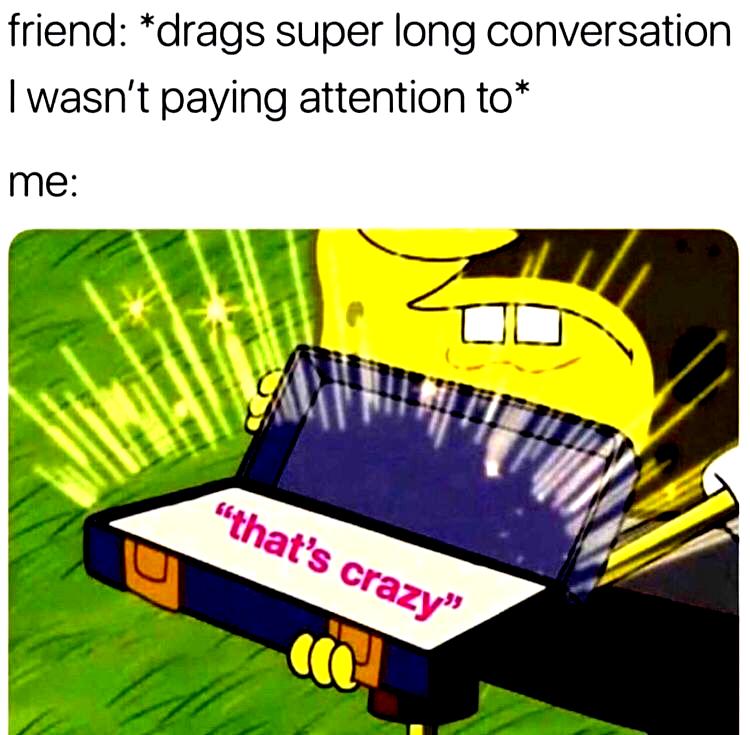 friend: *drags super long conversation
I wasn’t paying attention to*
me:
“that’s crazy”